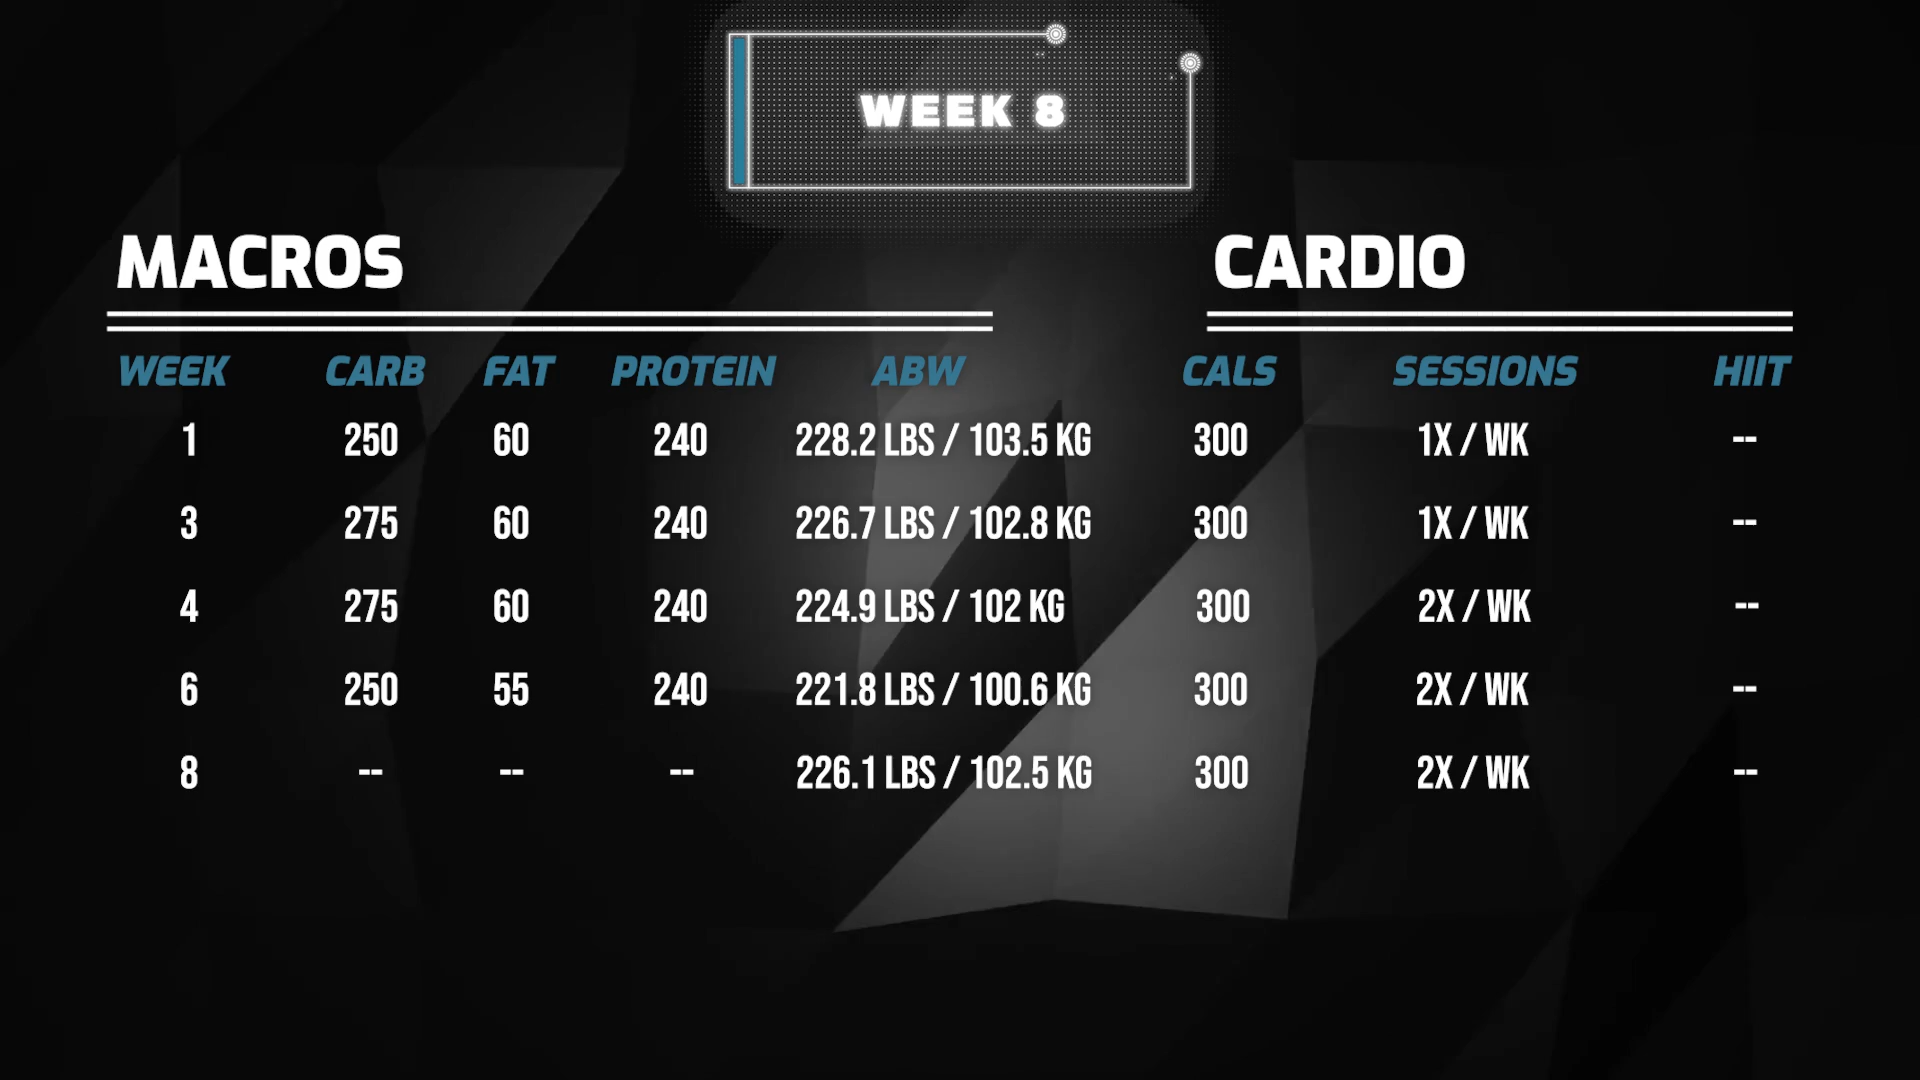 WEEK 8
MACROS CARDIO
WEEK CARB FAT PROTEIN ABW CALS SESSIONS HIIT
1 250 60 240 228.2 LBS / 103.5 KG 300 1X / WK --
3 275 60 240 226.7 LBS / 102.8 KG 300 1X / WK --
4 275 60 240 224.9 LBS / 102 KG 300 2X / WK --
6 250 55 240 221.8 LBS / 100.6 KG 300 2X / WK --
8 -- -- -- 226.1 LBS / 102.5 KG 300 2X / WK --